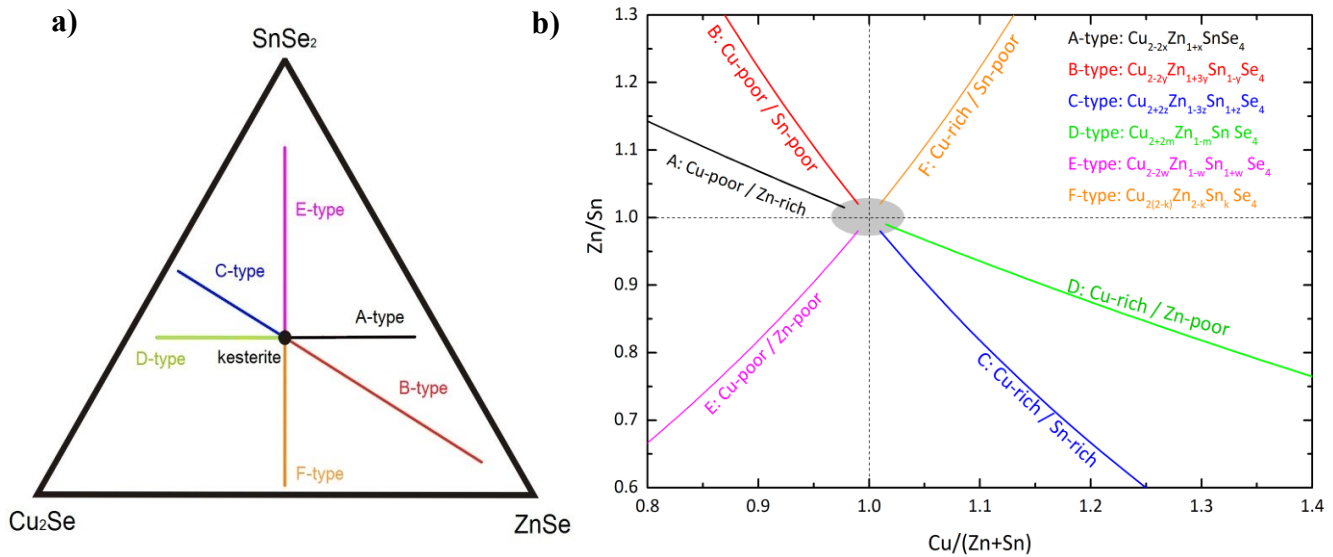 a)
SnSe₂
E-type
C-type
A-type
D-type
kesterite
B-type
F-type
Cu₂Se
ZnSe
b)
Zn/Sn
1.3
1.2
1.1
1.0
0.9
0.8
0.7
0.6
0.8
0.9
1.0
1.1
1.2
1.3
1.4
Cu/(Zn+Sn)
B: Cu-poor / Sn-poor
F: Cu-rich / Sn-poor
A: Cu-poor / Zn-rich
D: Cu-rich / Zn-poor
E: Cu-poor / Zn-poor
C: Cu-rich / Sn-rich
A-type: Cu₂₋₂ₓZn₁₊ₓSnSe₄
B-type: Cu2-2yZn1+3ySn1-ySe4
C-type: Cu2+2zZn1-3zSn1+zSe4
D-type: Cu2+2mZn1-mSn Se4
E-type: Cu2-2wZn1-wSn1+w Se4
F-type: Cu2(2-k)Zn2-kSnk Se4